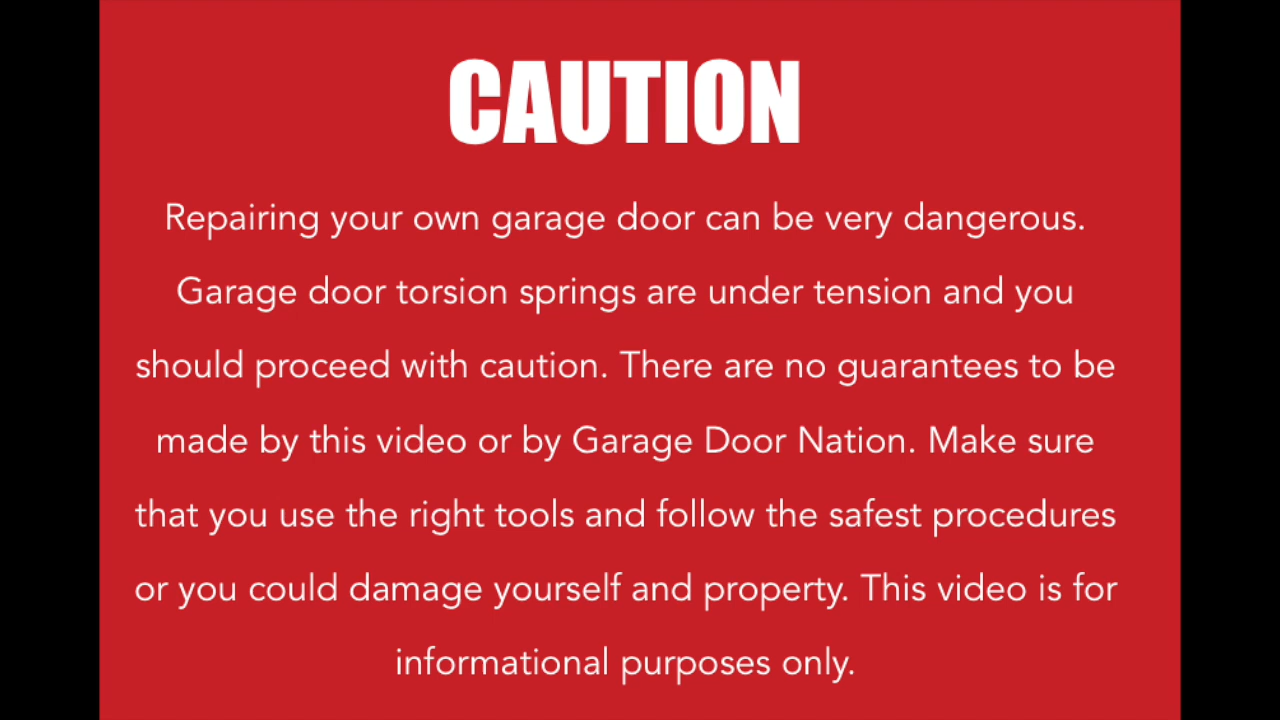 CAUTION
Repairing your own garage door can be very dangerous.
Garage door torsion springs are under tension and you
should proceed with caution. There are no guarantees to be
made by this video or by Garage Door Nation. Make sure
that you use the right tools and follow the safest procedures
or you could damage yourself and property. This video is for
informational purposes only.